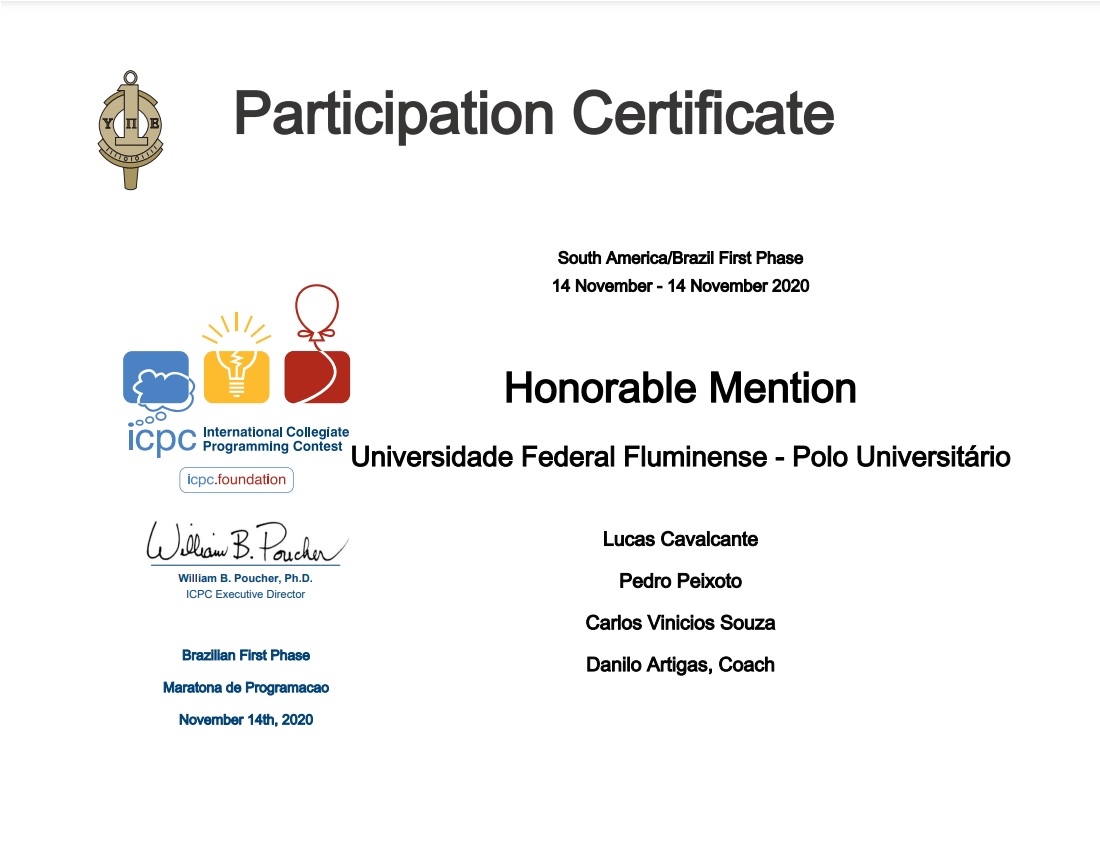 Participation Certificate
Υ Π Β
South America/Brazil First Phase
14 November - 14 November 2020
Honorable Mention
Universidade Federal Fluminense - Polo Universitário
Lucas Cavalcante
Pedro Peixoto
Carlos Vinicios Souza
Danilo Artigas, Coach
icpc International Collegiate
Programming Contest
icpc.foundation
William B. Poucher
William B. Poucher, Ph.D.
ICPC Executive Director
Brazilian First Phase
Maratona de Programacao
November 14th, 2020